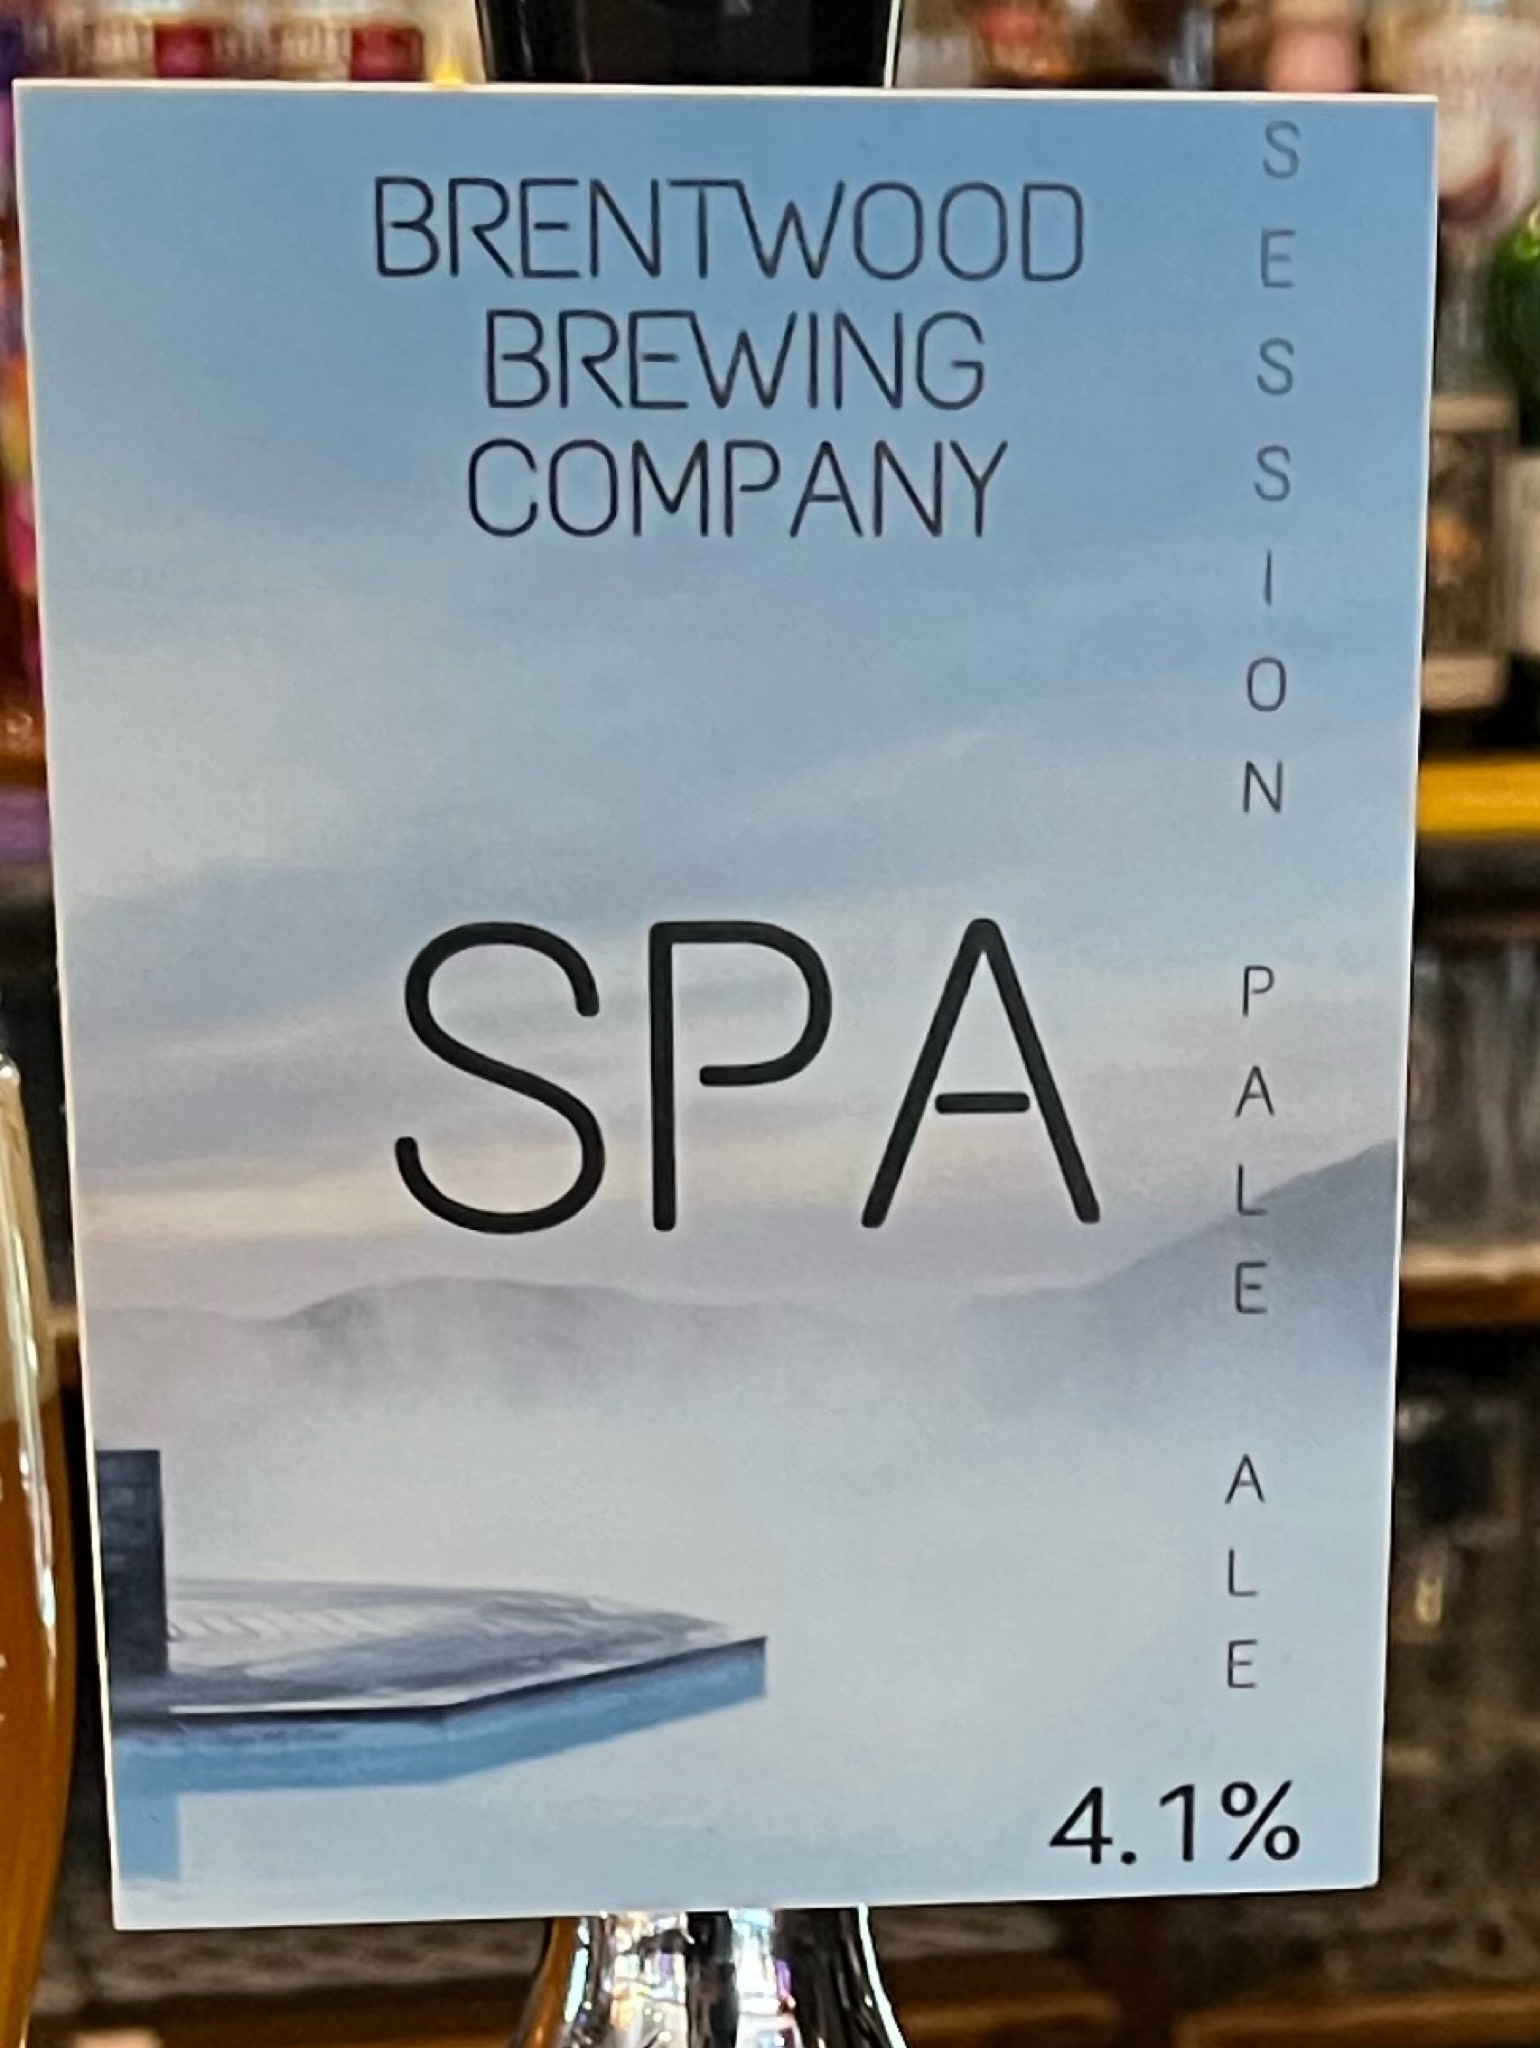 BRENTWOOD
BREWING
COMPANY
SPA
SESSION PALE ALE
4.1%